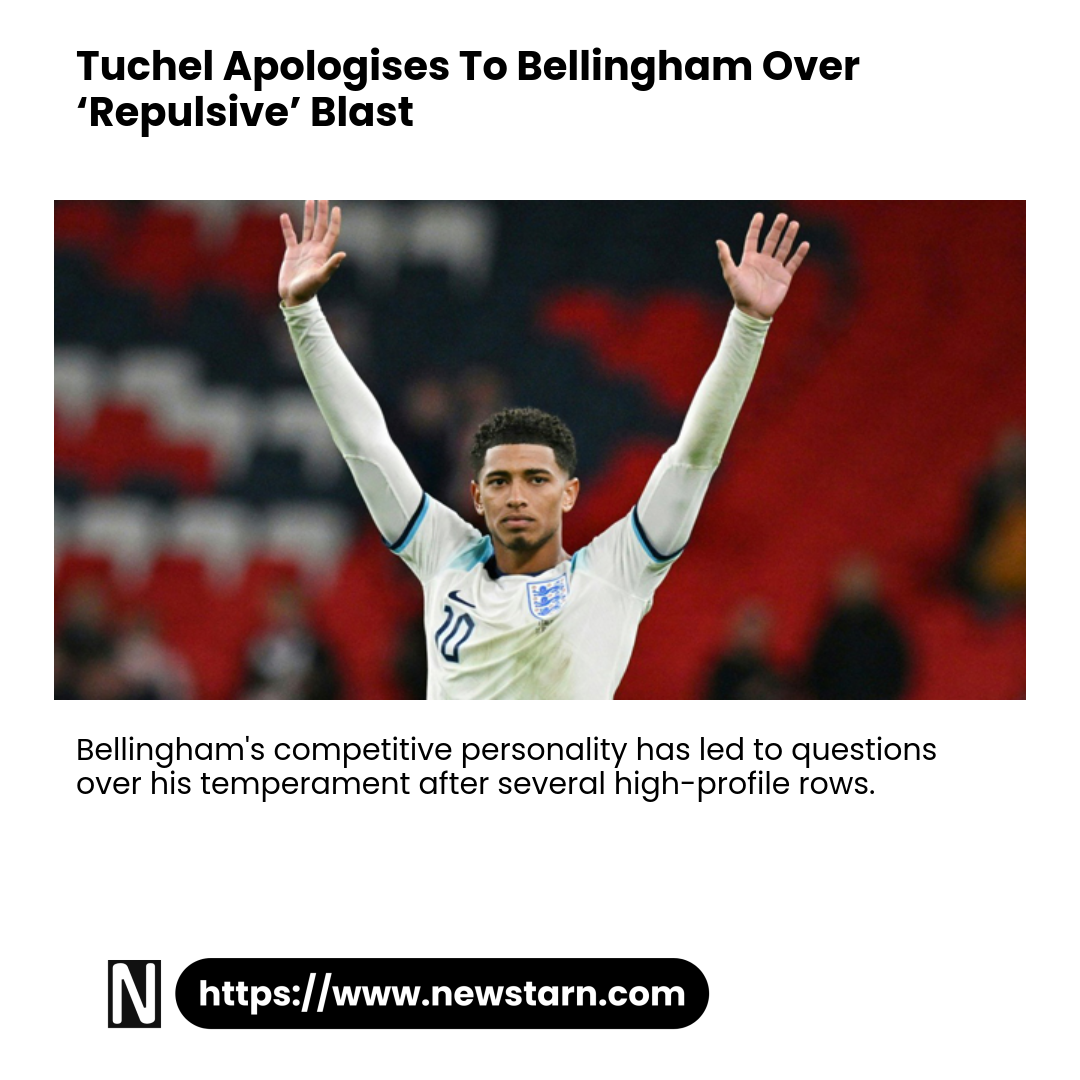 Tuchel Apologises To Bellingham Over
‘Repulsive’ Blast
10
Bellingham's competitive personality has led to questions
over his temperament after several high-profile rows.
N
https://www.newstarn.com